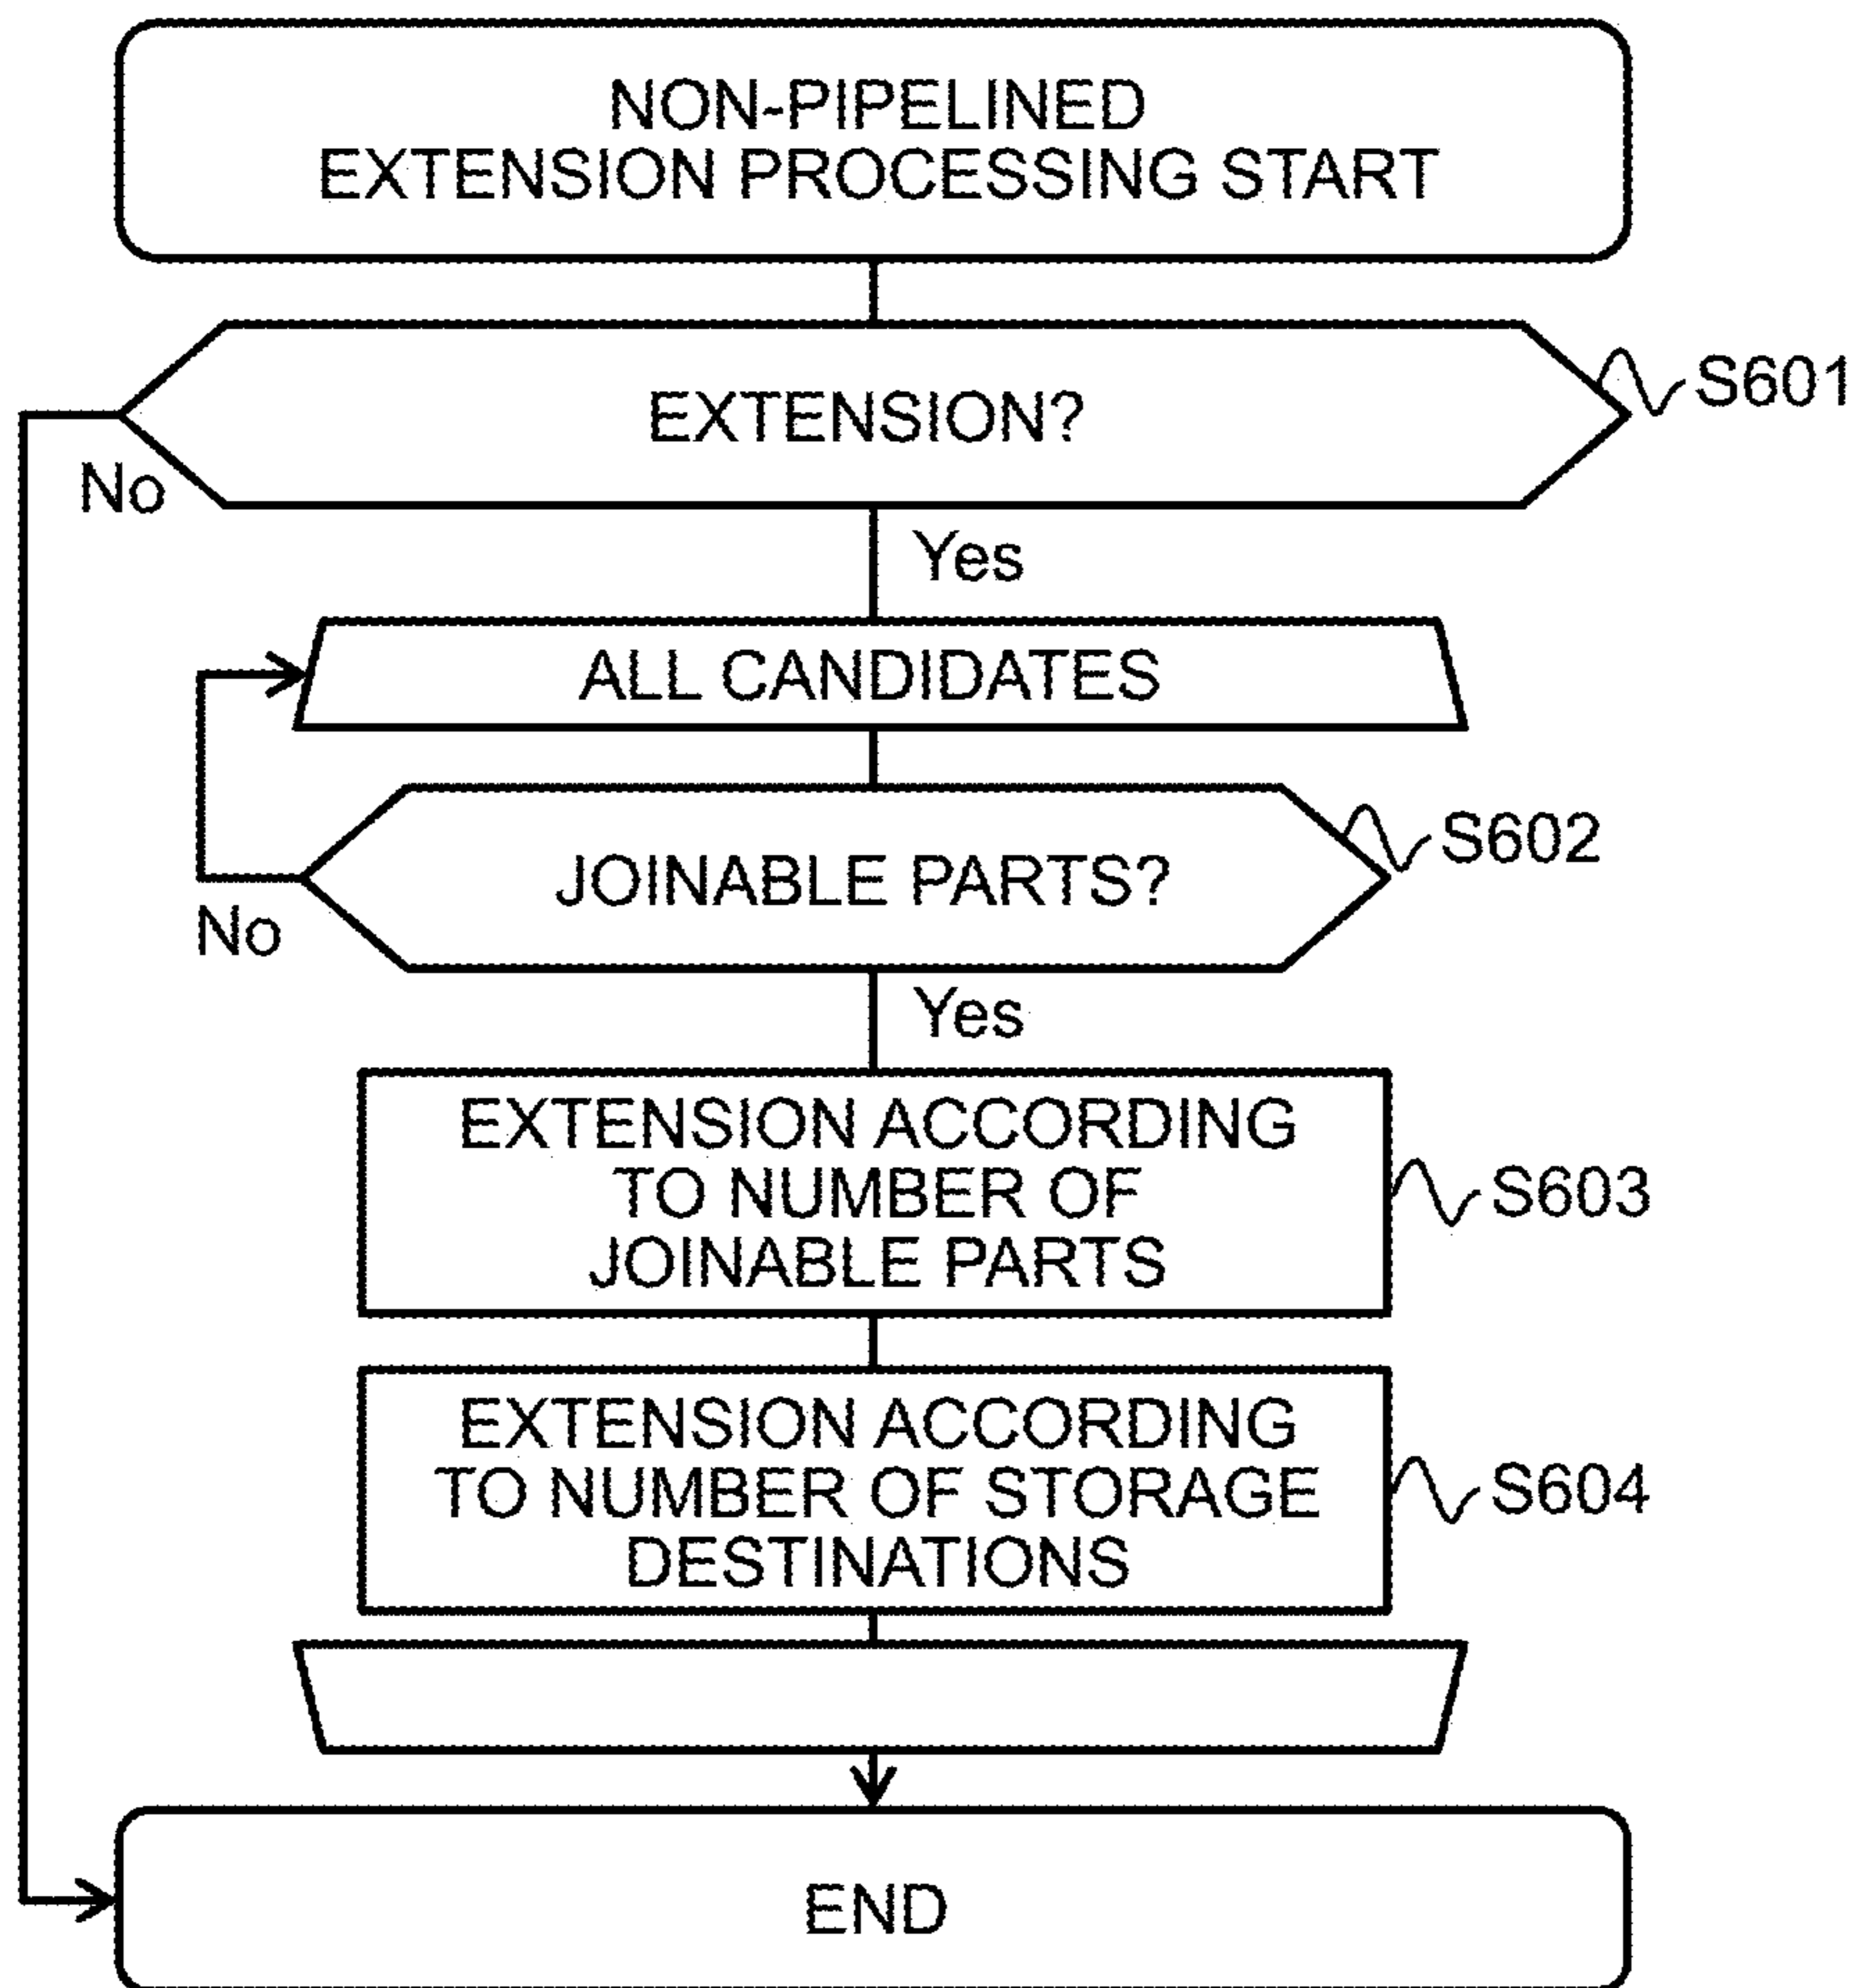 NON-PIPELINED
EXTENSION PROCESSING START
EXTENSION?
S601
No
Yes
ALL CANDIDATES
JOINABLE PARTS?
S602
No
Yes
EXTENSION ACCORDING
TO NUMBER OF
JOINABLE PARTS
S603
EXTENSION ACCORDING
TO NUMBER OF STORAGE
DESTINATIONS
S604
END